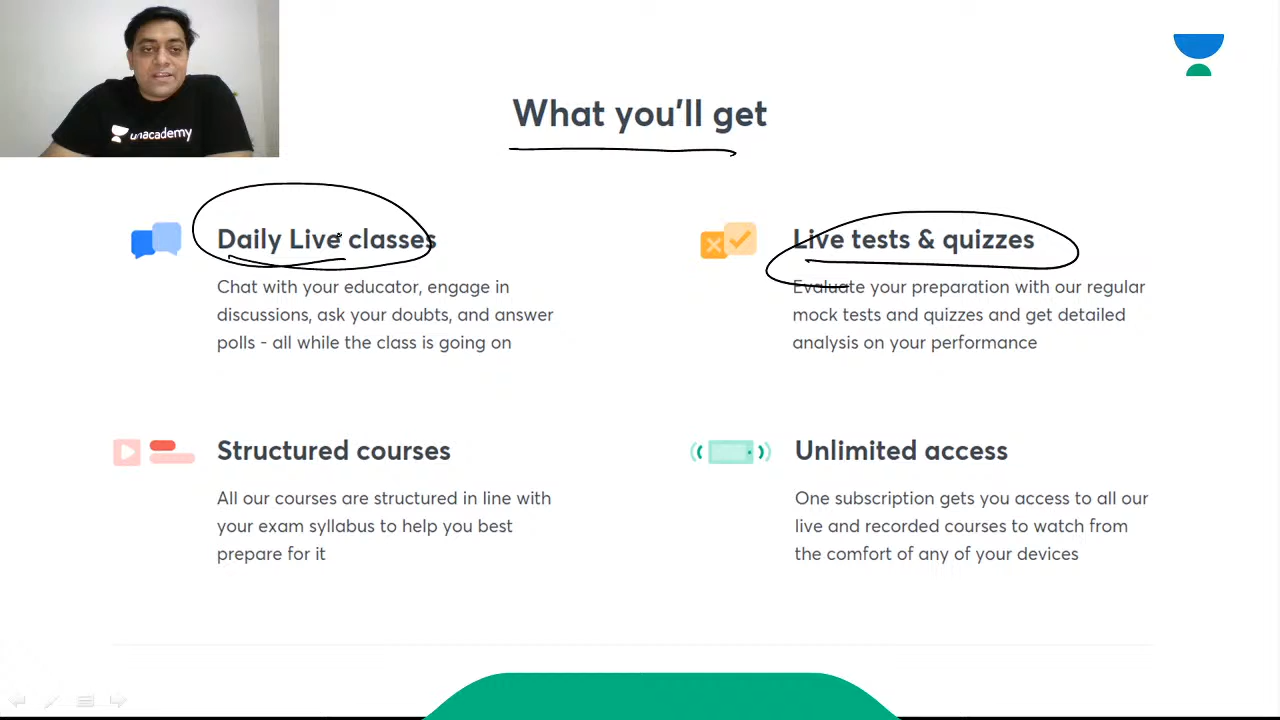 unacademy
What you'll get
Daily Live classes
Chat with your educator, engage in
discussions, ask your doubts, and answer
polls - all while the class is going on
Live tests & quizzes
Evaluate your preparation with our regular
mock tests and quizzes and get detailed
analysis on your performance
Structured courses
All our courses are structured in line with
your exam syllabus to help you best
prepare for it
Unlimited access
One subscription gets you access to all our
live and recorded courses to watch from
the comfort of any of your devices